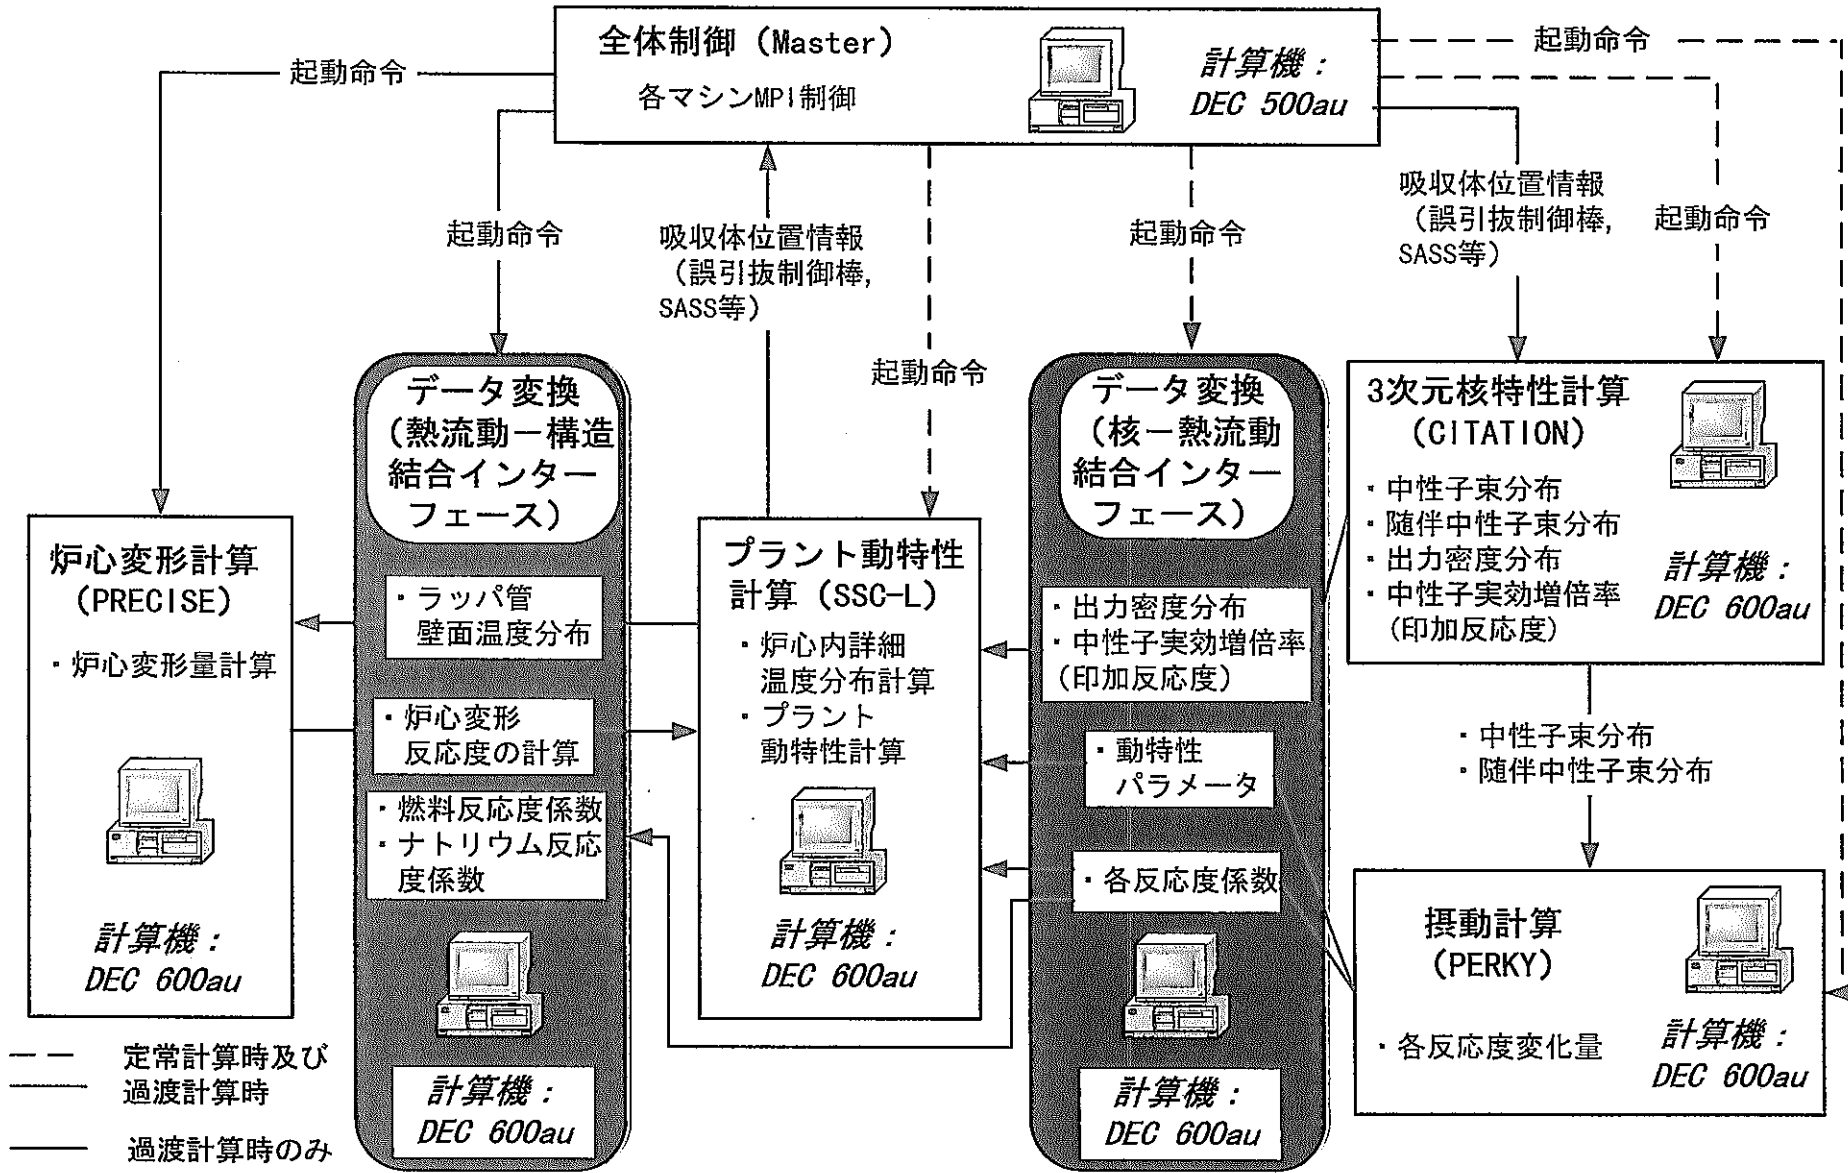 全体制御（Master）
各マシンMPI制御
計算機：
DEC 500au
起動命令
起動命令
起動命令
吸収体位置情報
（誤引抜制御棒,
SASS等）
起動命令
起動命令
吸収体位置情報
（誤引抜制御棒,
SASS等）
起動命令
炉心変形計算
（PRECISE）
・炉心変形量計算
計算機：
DEC 600au
データ変換
（熱流動－構造
結合インター
フェース）
・ラッパ管
壁面温度分布
・炉心変形
反応度の計算
・燃料反応度係数
・ナトリウム反応
度係数
計算機：
DEC 600au
プラント動特性
計算（SSC-L）
・炉心内詳細
温度分布計算
・プラント
動特性計算
計算機：
DEC 600au
データ変換
（核－熱流動
結合インター
フェース）
・出力密度分布
・中性子実効増倍率
（印加反応度）
・動特性
パラメータ
・各反応度係数
計算機：
DEC 600au
3次元核特性計算
（CITATION）
・中性子束分布
・随伴中性子束分布
・出力密度分布
・中性子実効増倍率
（印加反応度）
計算機：
DEC 600au
・中性子束分布
・随伴中性子束分布
摂動計算
（PERKY）
・各反応度変化量
計算機：
DEC 600au
定常計算時及び
過渡計算時
過渡計算時のみ